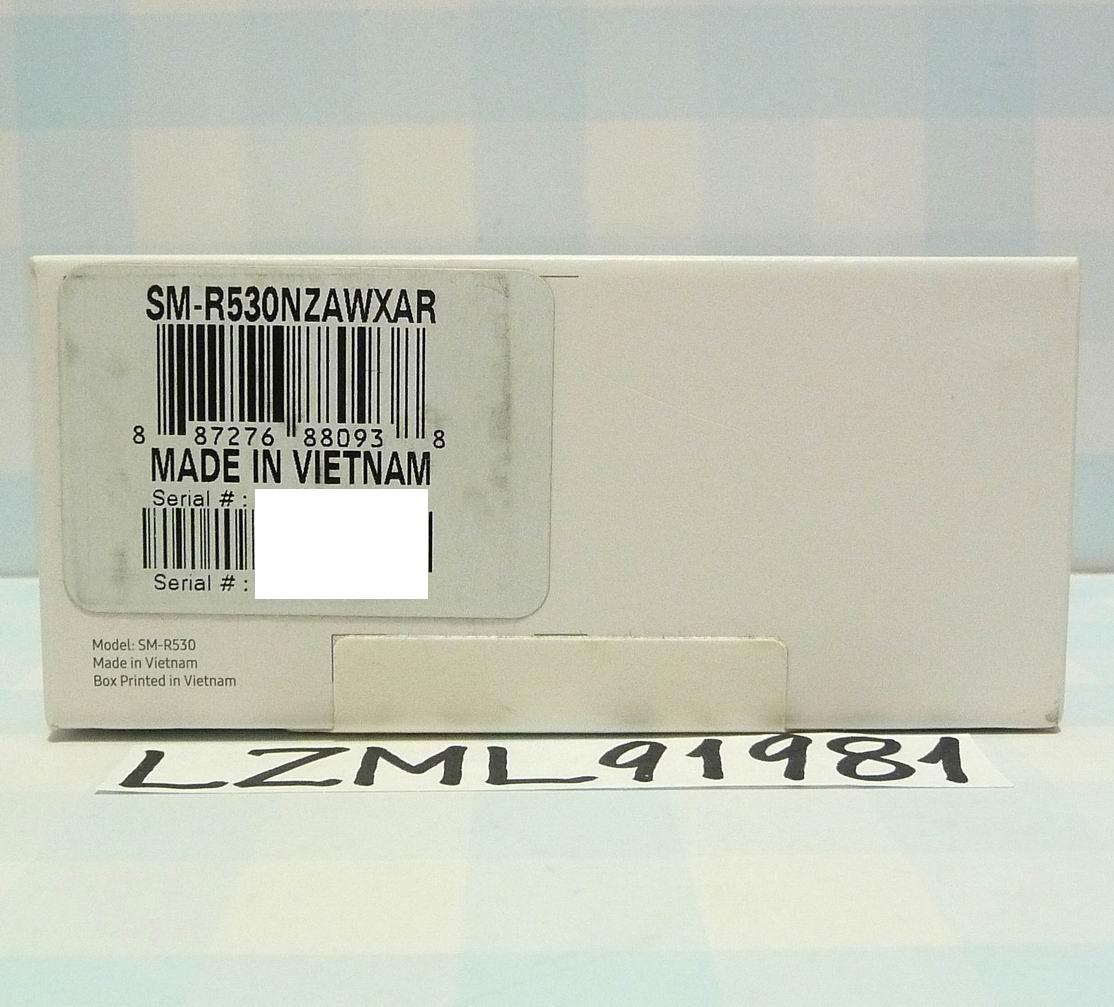 SM-R530NZAWXAR
8 87276 88093 8
MADE IN VIETNAM
Serial # :
Serial # :
Model: SM-R530
Made in Vietnam
Box Printed in Vietnam
LZML91981